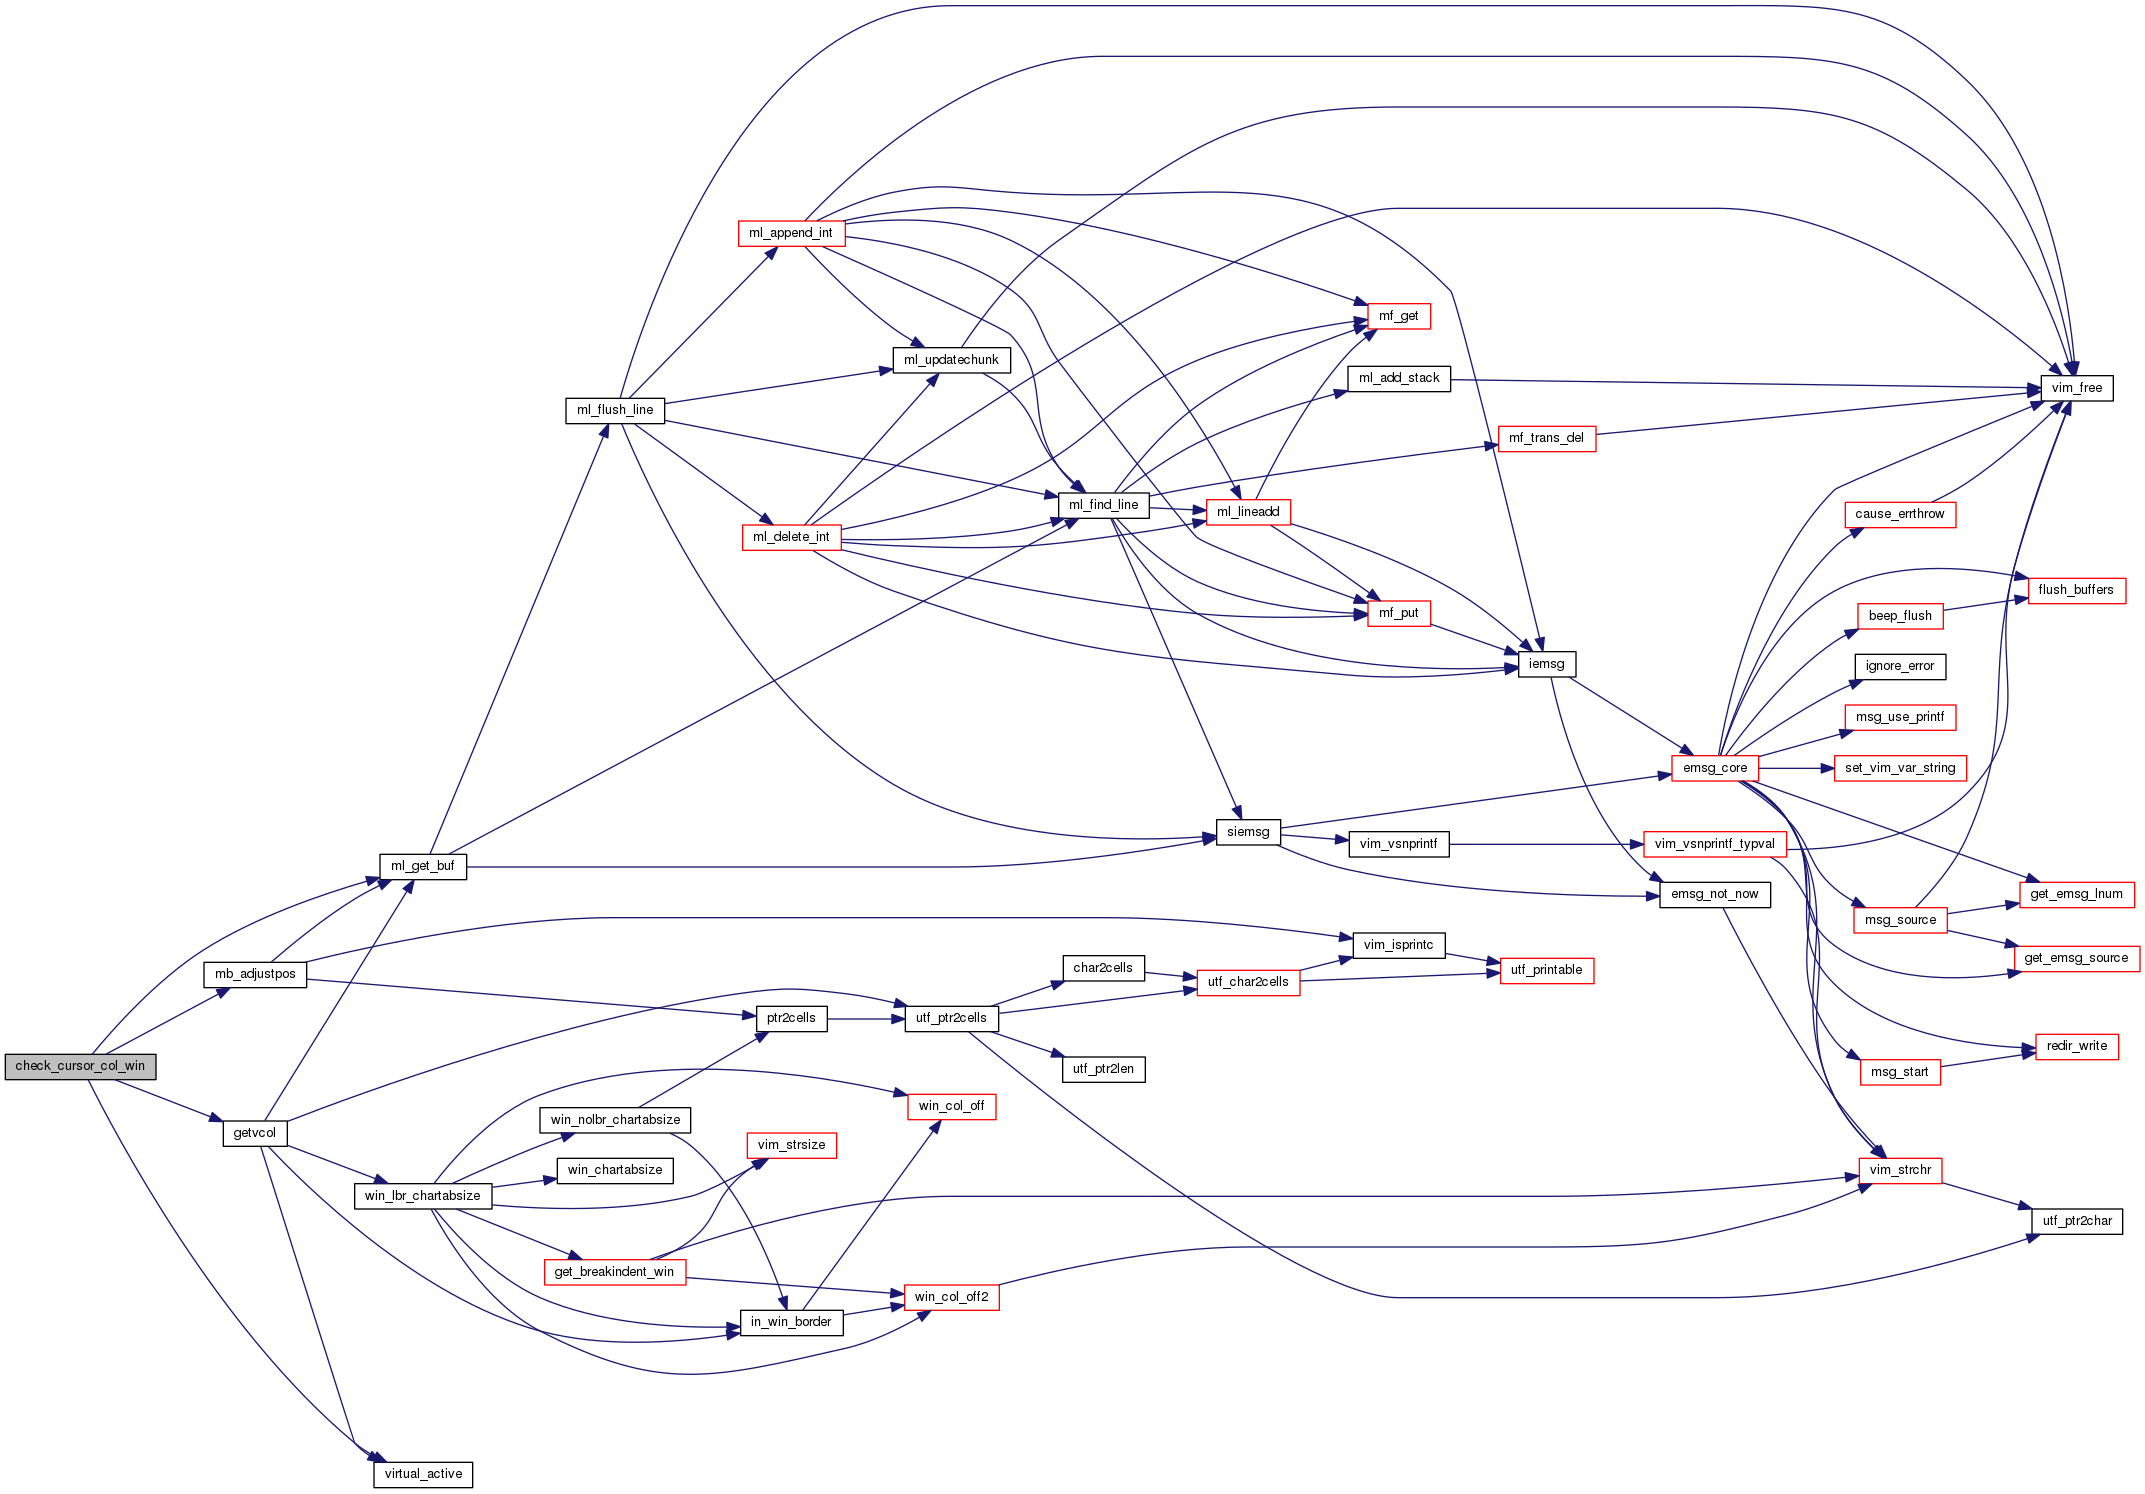 ml_append_int
mf_get
ml_updatechunk
ml_add_stack
vim_free
ml_flush_line
mf_trans_del
ml_find_line
ml_lineadd
cause_errthrow
ml_delete_int
flush_buffers
mf_put
beep_flush
iemsg
ignore_error
msg_use_printf
emsg_core
set_vim_var_string
siemsg
vim_vsnprintf
vim_vsnprintf_typval
ml_get_buf
emsg_not_now
get_emsg_lnum
msg_source
vim_isprintc
get_emsg_source
mb_adjustpos
char2cells
utf_char2cells
utf_printable
ptr2cells
utf_ptr2cells
redir_write
check_cursor_col_win
utf_ptr2len
msg_start
win_col_off
win_nolbr_chartabsize
getvcol
vim_strsize
win_chartabsize
vim_strchr
win_lbr_chartabsize
utf_ptr2char
get_breakindent_win
win_col_off2
in_win_border
virtual_active